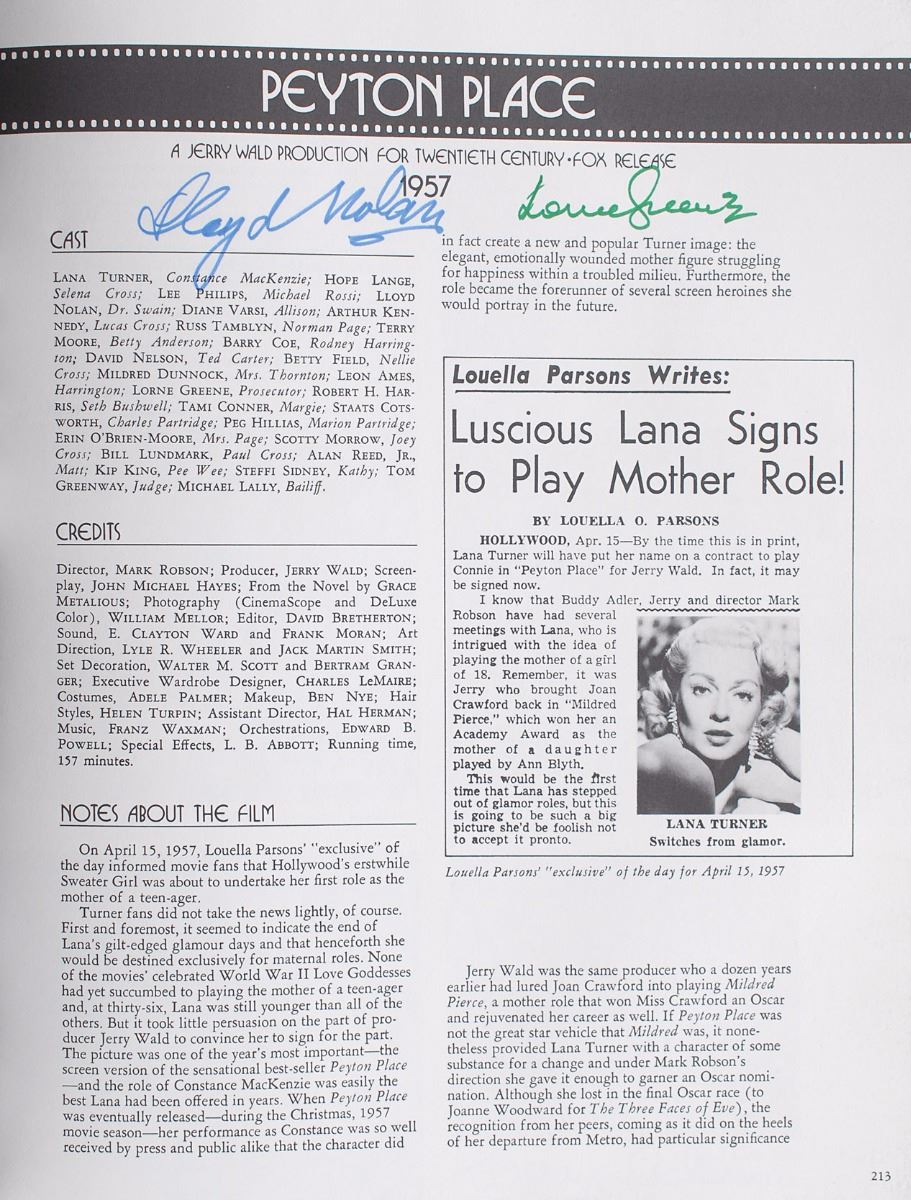 PEYTON PLACE
A JERRY WALD PRODUCTION FOR TWENTIETH CENTURY•FOX RELEASE
1957
Lloyd Nolan
Lorne Greene
CAST
LANA TURNER, Constance MacKenzie; HOPE LANGE,
Selena Cross; LEE PHILIPS, Michael Rossi; LLOYD
NOLAN, Dr. Swain; DIANE VARSI, Allison; ARTHUR KEN-
NEDY, Lucas Cross; RUSS TAMBLYN, Norman Page; TERRY
MOORE, Betty Anderson; BARRY COE, Rodney Harring-
ton; DAVID NELSON, Ted Carter; BETTY FIELD, Nellie
Cross; MILDRED DUNNOCK, Mrs. Thornton; LEON AMES,
Harrington; LORNE GREENE, Prosecutor; ROBERT H. HAR-
RIS, Seth Bushwell; TAMI CONNER, Margie; STAATS COTS-
WORTH, Charles Partridge; PEG HILLIAS, Marion Partridge;
ERIN O'BRIEN-MOORE, Mrs. Page; SCOTTY MORROW, Joey
Cross; BILL LUNDMARK, Paul Cross; ALAN REED, JR.,
Matt; KIP KING, Pee Wee; STEFFI SIDNEY, Kathy; TOM
GREENWAY, Judge; MICHAEL LALLY, Bailiff.
CREDITS
Director, MARK ROBSON; Producer, JERRY WALD; Screen-
play, JOHN MICHAEL HAYES; From the Novel by GRACE
METALIOUS; Photography (CinemaScope and DeLuxe
Color), WILLIAM MELLOR; Editor, DAVID BRETHERTON;
Sound, E. CLAYTON WARD and FRANK MORAN; Art
Direction, LYLE R. WHEELER and JACK MARTIN SMITH;
Set Decoration, WALTER M. SCOTT and BERTRAM GRAN-
GER; Executive Wardrobe Designer, CHARLES LEMAIRE;
Costumes, ADELE PALMER; Makeup, BEN NYE; Hair
Styles, HELEN TURPIN; Assistant Director, HAL HERMAN;
Music, FRANZ WAXMAN; Orchestrations, EDWARD B.
POWELL; Special Effects, L. B. ABBOTT; Running time,
157 minutes.
NOTES ABOUT THE FILM
On April 15, 1957, Louella Parsons' "exclusive" of
the day informed movie fans that Hollywood's erstwhile
Sweater Girl was about to undertake her first role as the
mother of a teen-ager.
Turner fans did not take the news lightly, of course.
First and foremost, it seemed to indicate the end of
Lana's gilt-edged glamour days and that henceforth she
would be destined exclusively for maternal roles. None
of the movies' celebrated World War II Love Goddesses
had yet succumbed to playing the mother of a teen-ager
and, at thirty-six, Lana was still younger than all of the
others. But it took little persuasion on the part of pro-
ducer Jerry Wald to convince her to sign for the part.
The picture was one of the year's most important—the
screen version of the sensational best-seller Peyton Place
—and the role of Constance MacKenzie was easily the
best Lana had been offered in years. When Peyton Place
was eventually released—during the Christmas, 1957
movie season—her performance as Constance was so well
received by press and public alike that the character did
in fact create a new and popular Turner image: the
elegant, emotionally wounded mother figure struggling
for happiness within a troubled milieu. Furthermore, the
role became the forerunner of several screen heroines she
would portray in the future.
Louella Parsons Writes:
Luscious Lana Signs
to Play Mother Role!
BY LOUELLA O. PARSONS
HOLLYWOOD, Apr. 15—By the time this is in print,
Lana Turner will have put her name on a contract to play
Connie in "Peyton Place" for Jerry Wald. In fact, it may
be signed now.
I know that Buddy Adler, Jerry and director Mark
Robson have had several
meetings with Lana, who is
intrigued with the idea of
playing the mother of a girl
of 18. Remember, it was
Jerry who brought Joan
Crawford back in "Mildred
Pierce," which won her an
Academy Award as the
mother of a daughter
played by Ann Blyth.
This would be the first
time that Lana has stepped
out of glamor roles, but this
is going to be such a big
picture she'd be foolish not
to accept it pronto.
LANA TURNER
Switches from glamor.
Louella Parsons' "exclusive" of the day for April 15, 1957
Jerry Wald was the same producer who a dozen years
earlier had lured Joan Crawford into playing Mildred
Pierce, a mother role that won Miss Crawford an Oscar
and rejuvenated her career as well. If Peyton Place was
not the great star vehicle that Mildred was, it none-
theless provided Lana Turner with a character of some
substance for a change and under Mark Robson's
direction she gave it enough to garner an Oscar nomi-
nation. Although she lost in the final Oscar race (to
Joanne Woodward for The Three Faces of Eve), the
recognition from her peers, coming as it did on the heels
of her departure from Metro, had particular significance
213